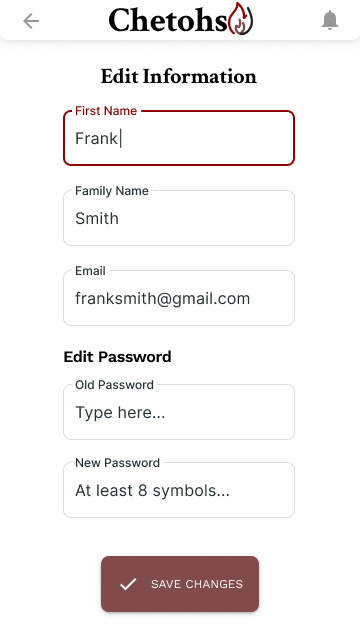 Chetohs
Edit Information
First Name
Frank
Family Name
Smith
Email
franksmith@gmail.com
Edit Password
Old Password
Type here...
New Password
At least 8 symbols...
SAVE CHANGES